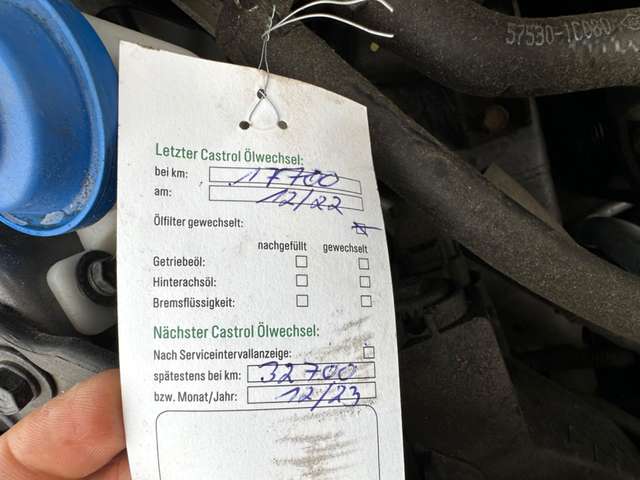 57530-1CC80
Letzter Castrol Ölwechsel:
bei km: 17700
am: 12/22
Ölfilter gewechselt:
nachgefüllt gewechselt
Getriebeöl:
Hinterachsöl:
Bremsflüssigkeit:
Nächster Castrol Ölwechsel:
Nach Serviceintervallanzeige:
spätestens bei km: 32700
bzw. Monat/Jahr: 12/23